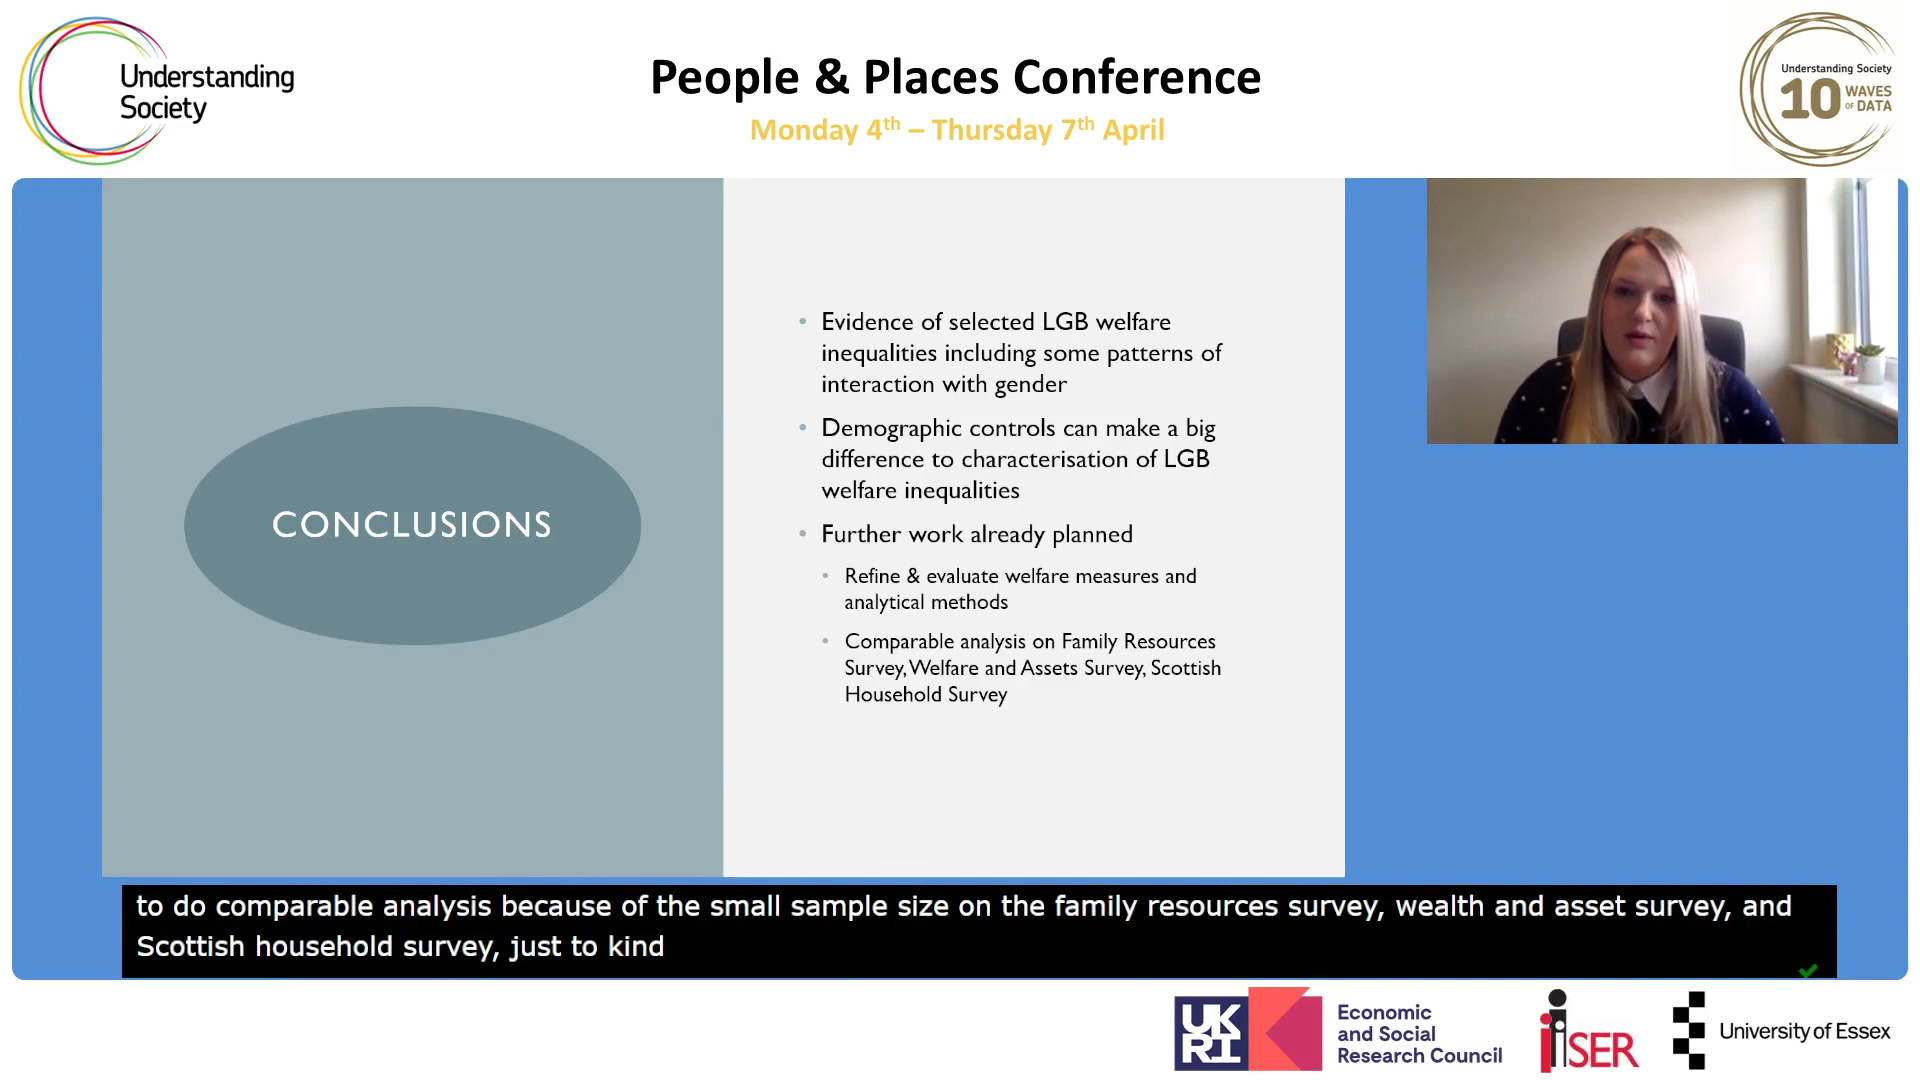 Understanding
Society
People & Places Conference
Monday 4th – Thursday 7th April
Understanding Society
10 WAVES
OF DATA
CONCLUSIONS
• Evidence of selected LGB welfare
inequalities including some patterns of
interaction with gender
• Demographic controls can make a big
difference to characterisation of LGB
welfare inequalities
• Further work already planned
• Refine & evaluate welfare measures and
analytical methods
• Comparable analysis on Family Resources
Survey, Welfare and Assets Survey, Scottish
Household Survey
to do comparable analysis because of the small sample size on the family resources survey, wealth and asset survey, and
Scottish household survey, just to kind
UK
RI
Economic
and Social
Research Council
iSER
University of Essex